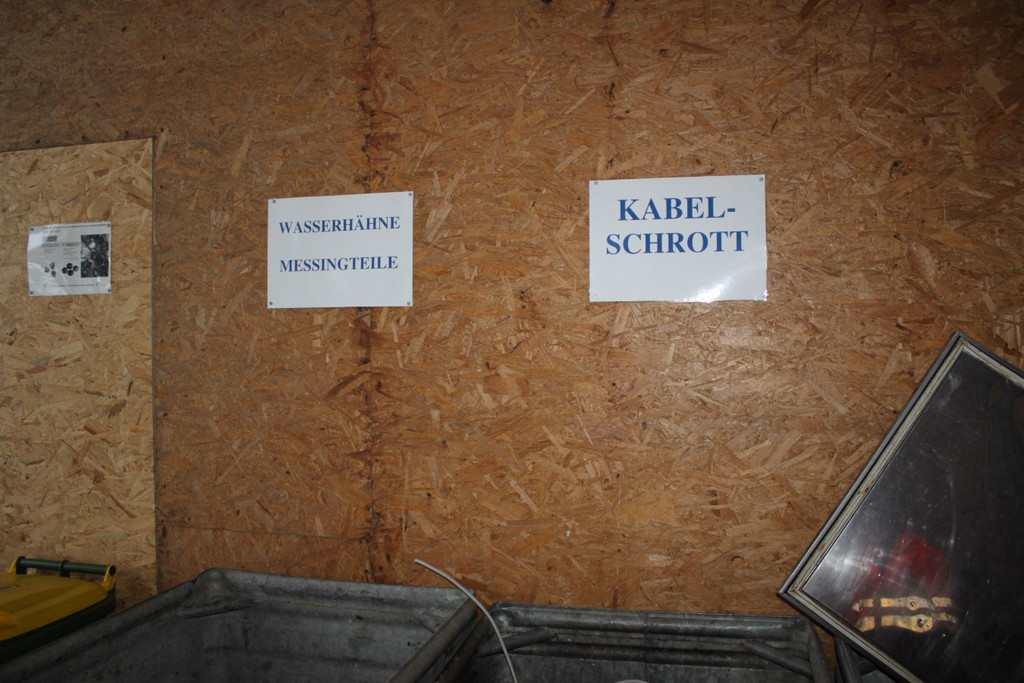 WASSERHÄHNE
MESSINGTEILE
KABEL-
SCHROTT